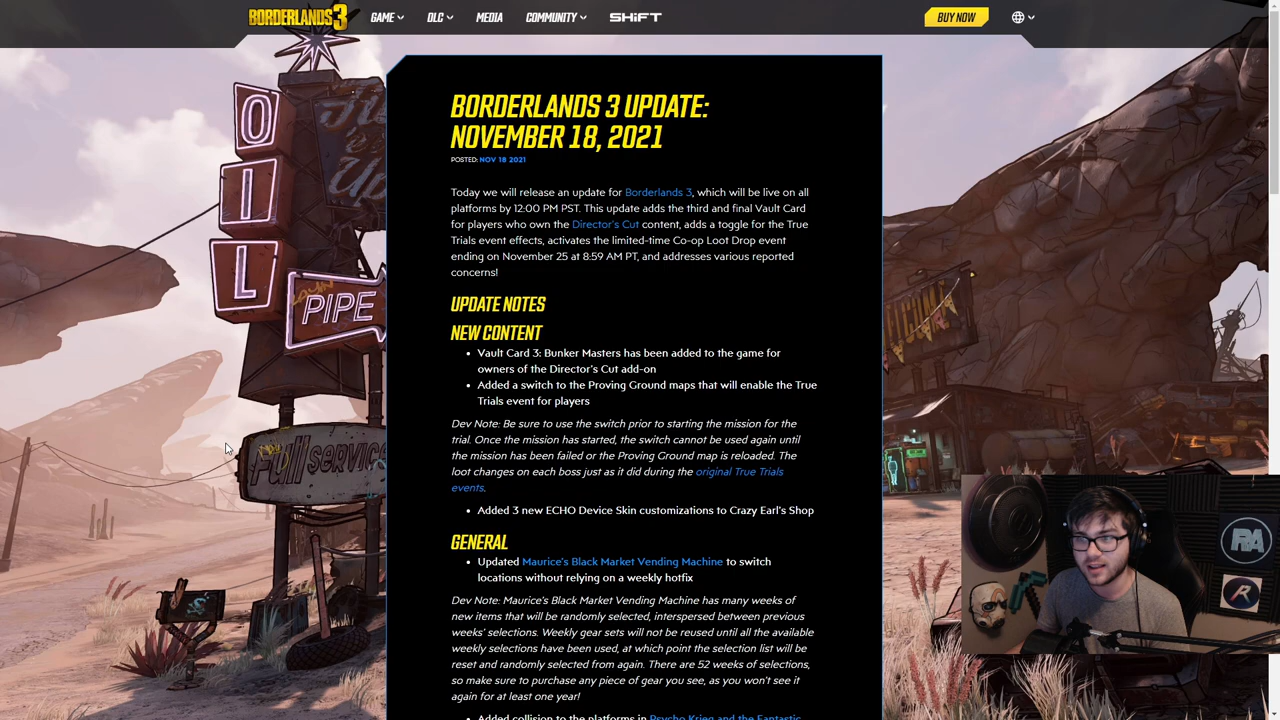 BORDERLANDS 3
GAME
DLC
MEDIA
COMMUNITY
SHiFT
BUY NOW
BORDERLANDS 3 UPDATE:
NOVEMBER 18, 2021
POSTED: NOV 18 2021
Today we will release an update for Borderlands 3, which will be live on all
platforms by 12:00 PM PST. This update adds the third and final Vault Card
for players who own the Director's Cut content, adds a toggle for the True
Trials event effects, activates the limited-time Co-op Loot Drop event
ending on November 25 at 8:59 AM PT, and addresses various reported
concerns!
UPDATE NOTES
NEW CONTENT
• Vault Card 3: Bunker Masters has been added to the game for
owners of the Director's Cut add-on
• Added a switch to the Proving Ground maps that will enable the True
Trials event for players
Dev Note: Be sure to use the switch prior to starting the mission for the
trial. Once the mission has started, the switch cannot be used again until
the mission has been failed or the Proving Ground map is reloaded. The
loot changes on each boss just as it did during the original True Trials
events.
• Added 3 new ECHO Device Skin customizations to Crazy Earl's Shop
GENERAL
• Updated Maurice's Black Market Vending Machine to switch
locations without relying on a weekly hotfix
Dev Note: Maurice's Black Market Vending Machine has many weeks of
new items that will be randomly selected, interspersed between previous
weeks' selections. Weekly gear sets will not be reused until all the available
weekly selections have been used, at which point the selection list will be
reset and randomly selected from again. There are 52 weeks of selections,
so make sure to purchase any piece of gear you see, as you won't see it
again for at least one year!
• Added collision to the platforms in Psycho Krieg and the Fantastic
OIL
PIPE
Full service
RA
R